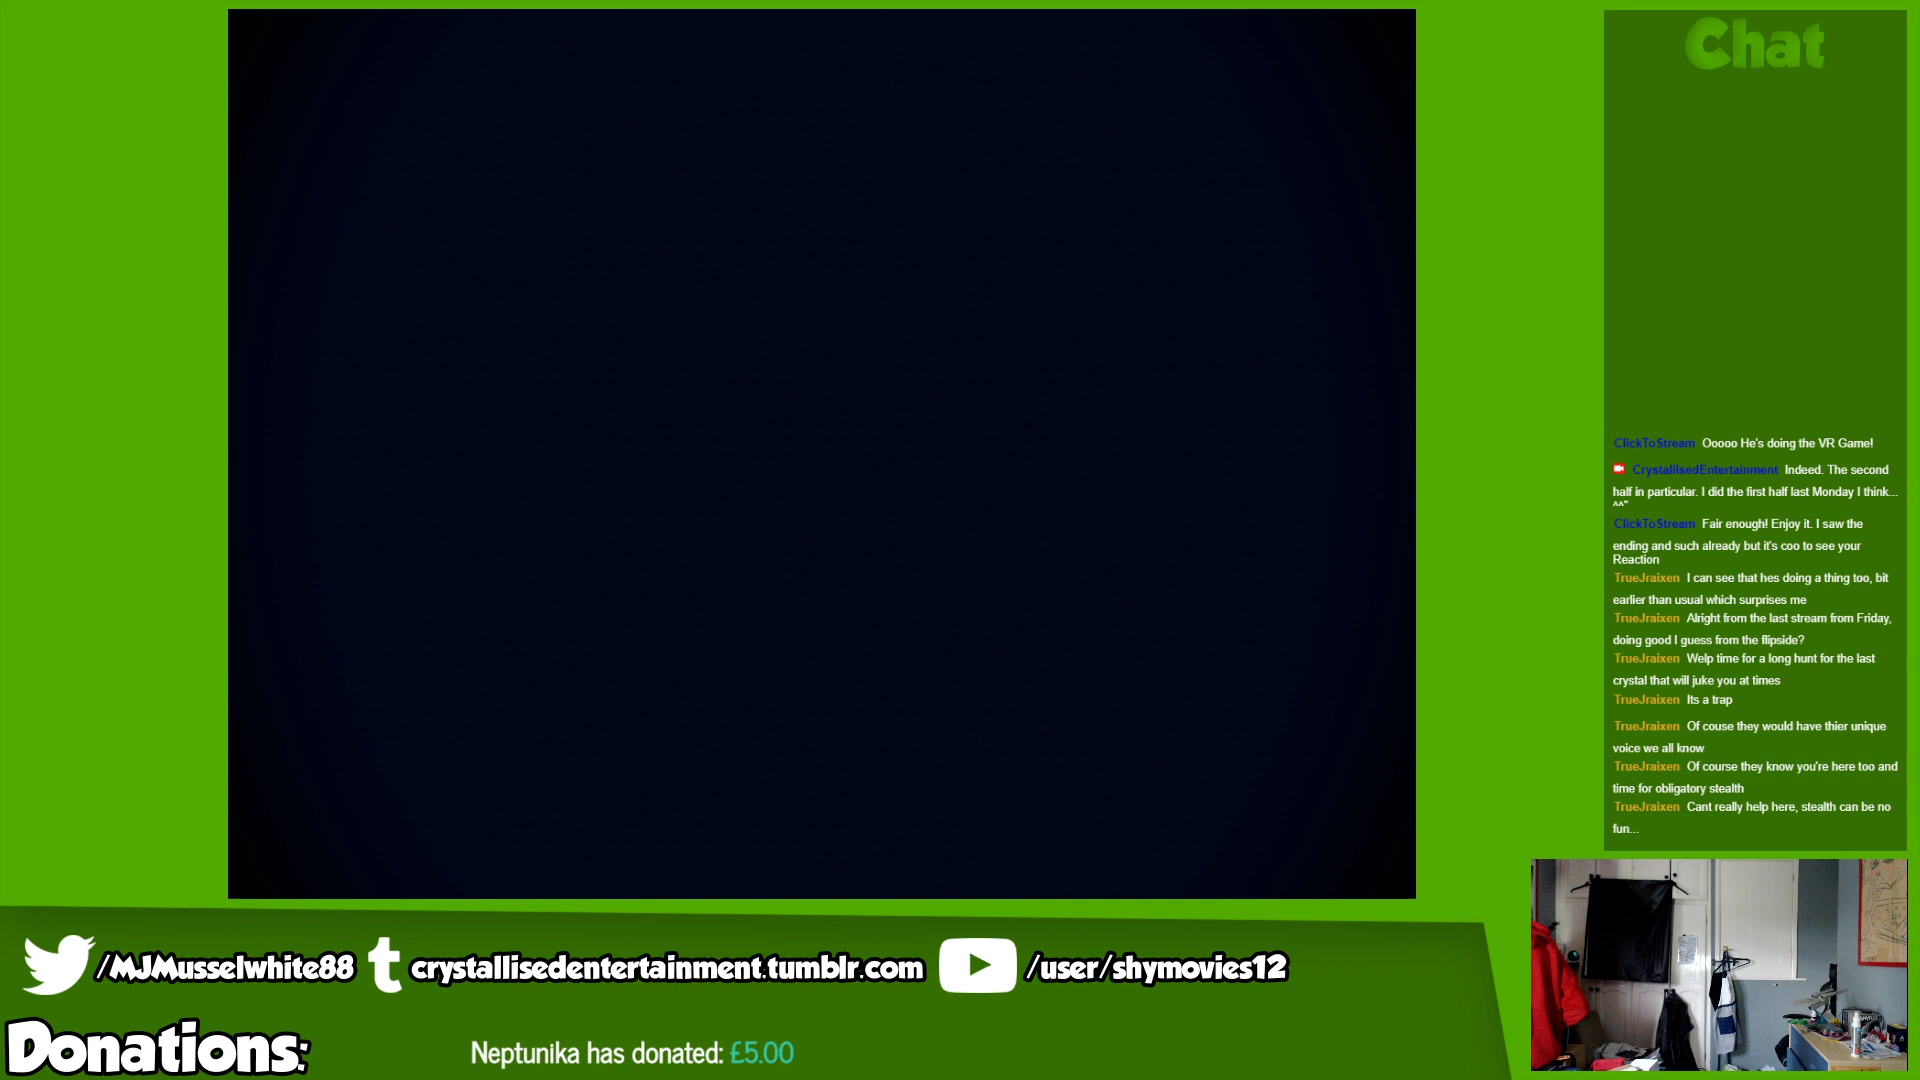 Chat
ClickToStream Ooooo He's doing the VR Game!
CrystallisedEntertainment Indeed. The second
half in particular. I did the first half last Monday I think...
^^"
ClickToStream Fair enough! Enjoy it. I saw the
ending and such already but it's coo to see your
Reaction
TrueJraixen I can see that hes doing a thing too, bit
earlier than usual which surprises me
TrueJraixen Alright from the last stream from Friday,
doing good I guess from the flipside?
TrueJraixen Welp time for a long hunt for the last
crystal that will juke you at times
TrueJraixen Its a trap
TrueJraixen Of couse they would have thier unique
voice we all know
TrueJraixen Of course they know you're here too and
time for obligatory stealth
TrueJraixen Cant really help here, stealth can be no
fun...
/MJMusselwhite88 crystallisedentertainment.tumblr.com /user/shymovies12
Donations:
Neptunika has donated: £5.00